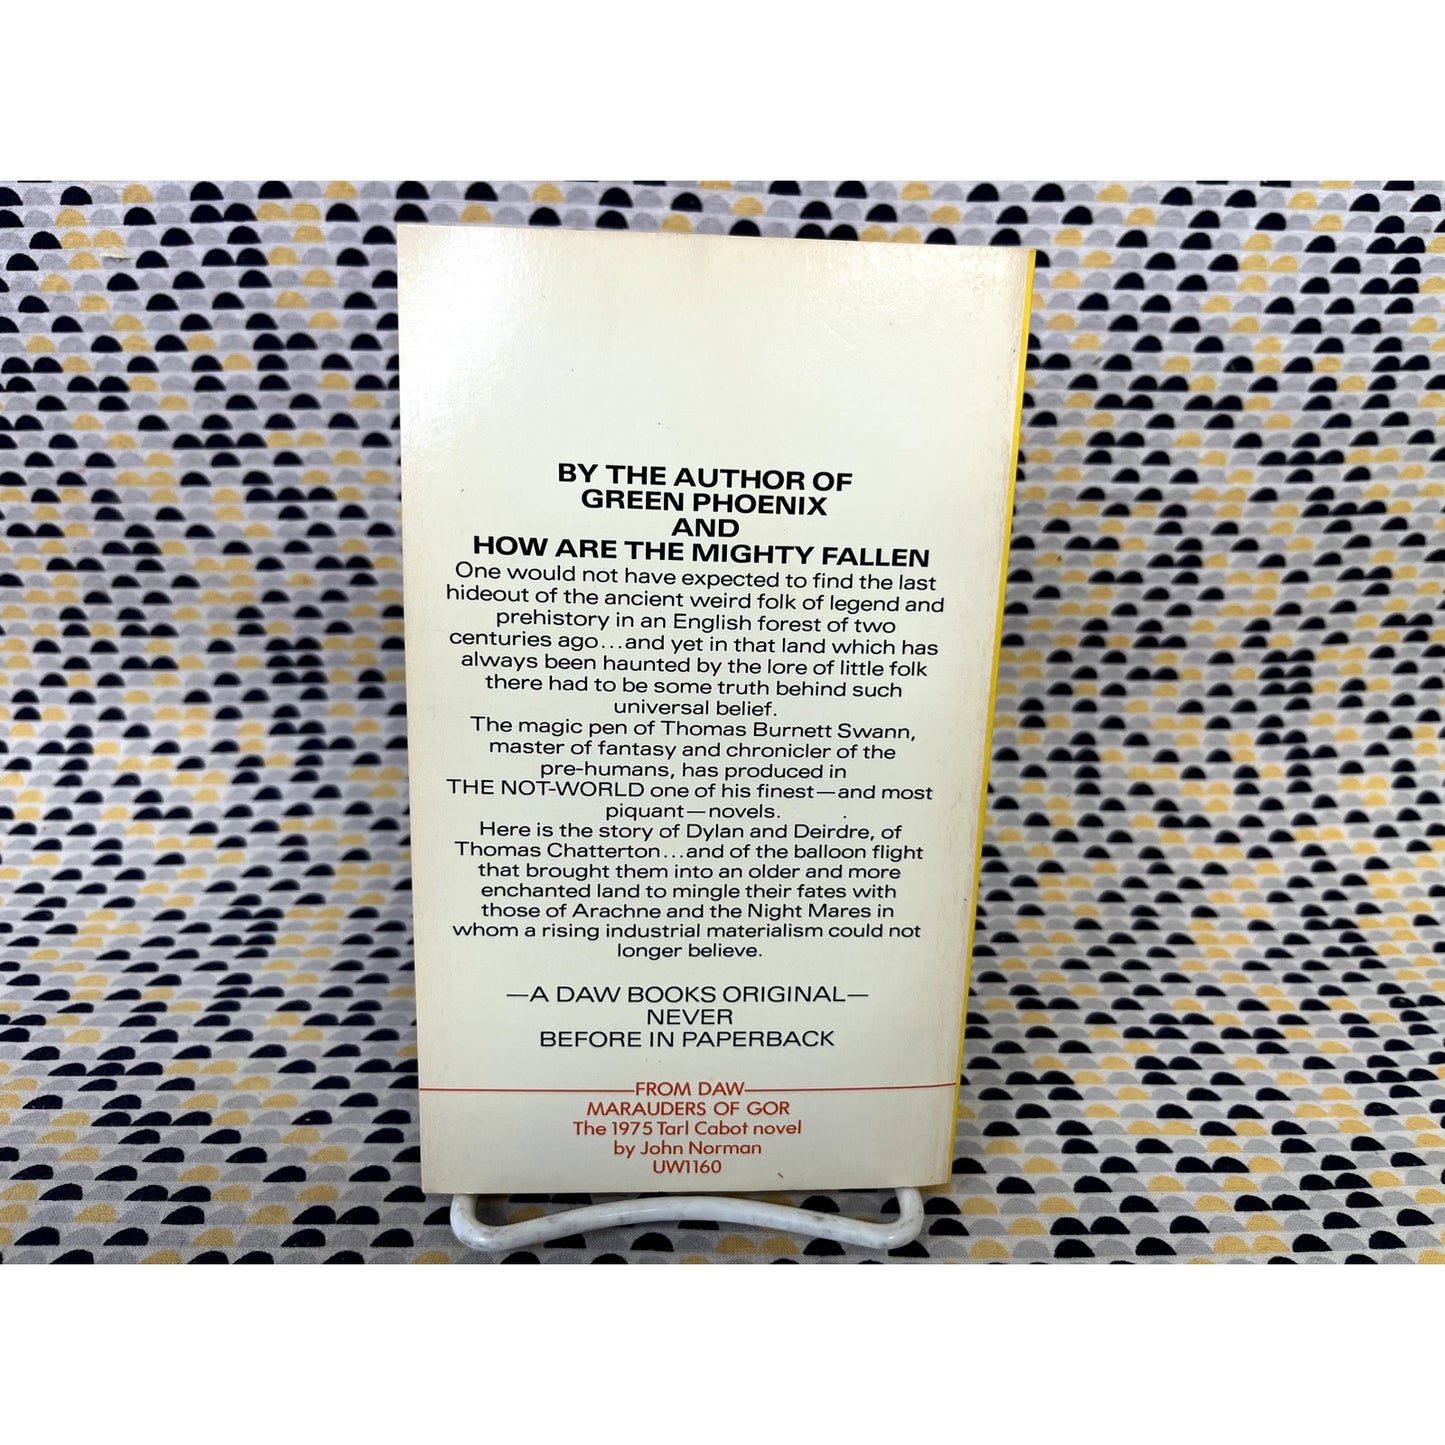 BY THE AUTHOR OF
GREEN PHOENIX
AND
HOW ARE THE MIGHTY FALLEN
One would not have expected to find the last
hideout of the ancient weird folk of legend and
prehistory in an English forest of two
centuries ago...and yet in that land which has
always been haunted by the lore of little folk
there had to be some truth behind such
universal belief.
The magic pen of Thomas Burnett Swann,
master of fantasy and chronicler of the
pre-humans, has produced in
THE NOT-WORLD one of his finest—and most
piquant—novels.
Here is the story of Dylan and Deirdre, of
Thomas Chatterton...and of the balloon flight
that brought them into an older and more
enchanted land to mingle their fates with
those of Arachne and the Night Mares in
whom a rising industrial materialism could not
longer believe.
—A DAW BOOKS ORIGINAL—
NEVER
BEFORE IN PAPERBACK
FROM DAW
MARAUDERS OF GOR
The 1975 Tarl Cabot novel
by John Norman
UW1160